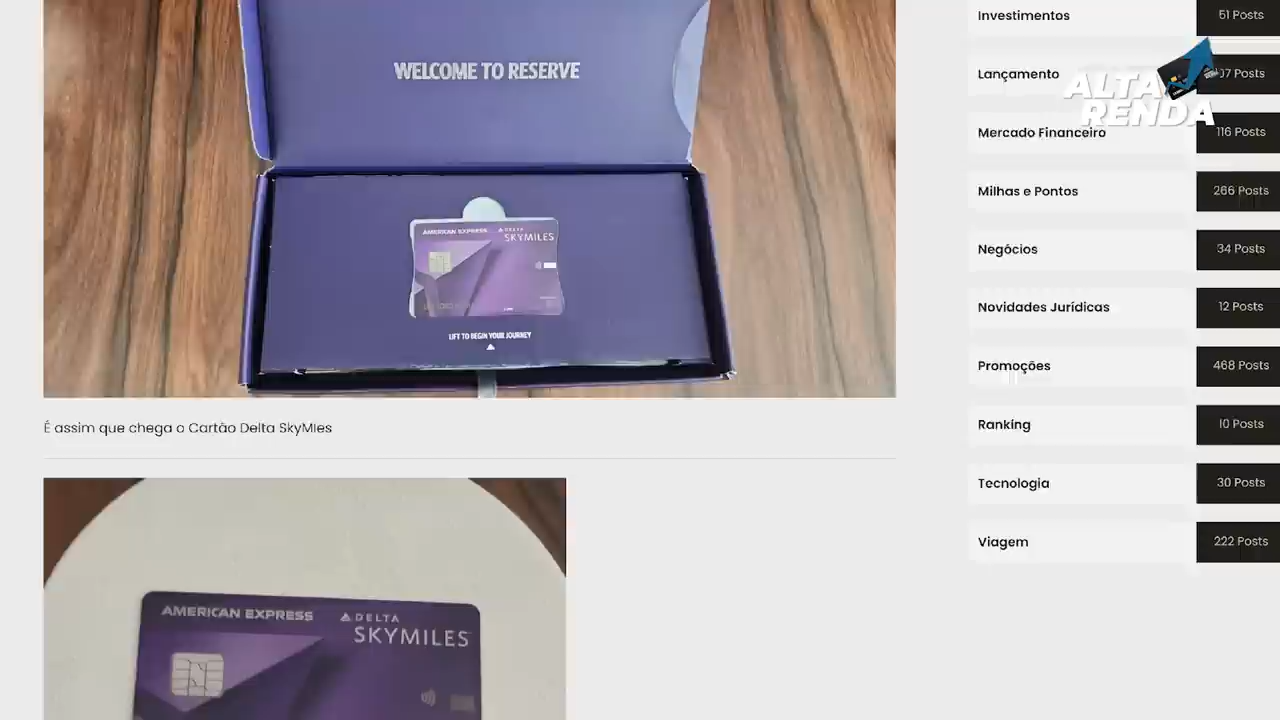 WELCOME TO RESERVE
AMERICAN EXPRESS
DELTA
SKYMILES
LIFT TO BEGIN YOUR JOURNEY
É assim que chega o Cartão Delta SkyMIes
AMERICAN EXPRESS
DELTA
SKYMILES
Investimentos
51 Posts
Lançamento
07 Posts
ALTA
RENDA
Mercado Financeiro
116 Posts
Milhas e Pontos
266 Posts
Negócios
34 Posts
Novidades Jurídicas
12 Posts
Promoções
468 Posts
Ranking
10 Posts
Tecnologia
30 Posts
Viagem
222 Posts